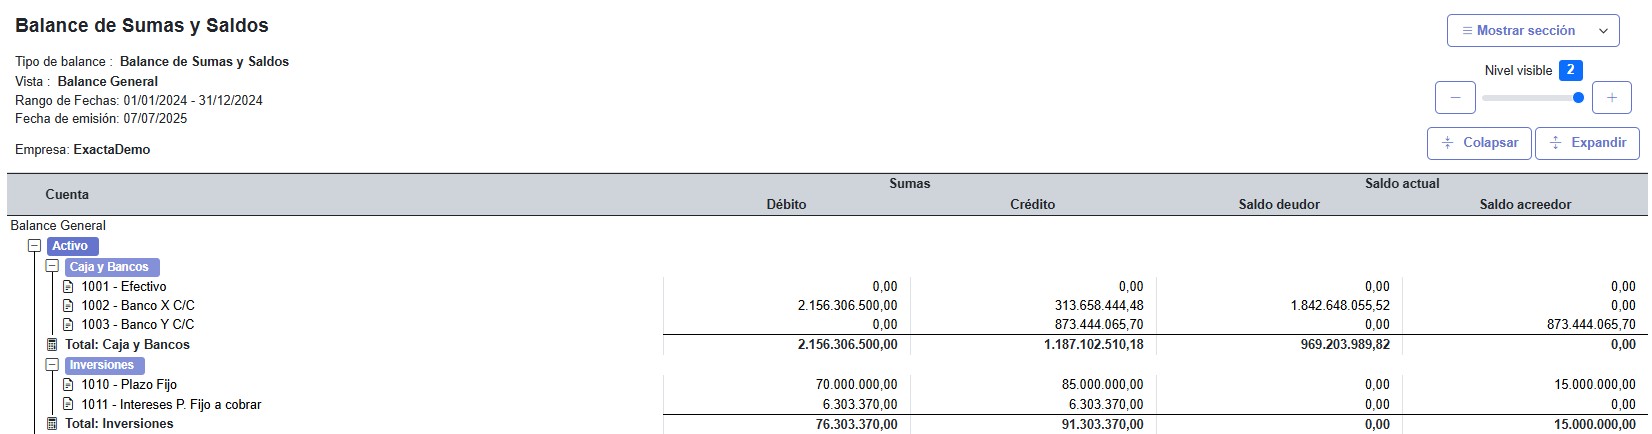 Balance de Sumas y Saldos
Mostrar sección
Tipo de balance : Balance de Sumas y Saldos
Vista : Balance General
Rango de Fechas: 01/01/2024 - 31/12/2024
Fecha de emisión: 07/07/2025
Nivel visible 2
Empresa: ExactaDemo
Colapsar Expandir
Cuenta Sumas Saldo actual
Débito Crédito Saldo deudor Saldo acreedor
Balance General
Activo
Caja y Bancos
1001 - Efectivo 0,00 0,00 0,00 0,00
1002 - Banco X C/C 2.156.306.500,00 313.658.444,48 1.842.648.055,52 0,00
1003 - Banco Y C/C 0,00 873.444.065,70 0,00 873.444.065,70
Total: Caja y Bancos 2.156.306.500,00 1.187.102.510,18 969.203.989,82 0,00
Inversiones
1010 - Plazo Fijo 70.000.000,00 85.000.000,00 0,00 15.000.000,00
1011 - Intereses P. Fijo a cobrar 6.303.370,00 6.303.370,00 0,00 0,00
Total: Inversiones 76.303.370,00 91.303.370,00 0,00 15.000.000,00